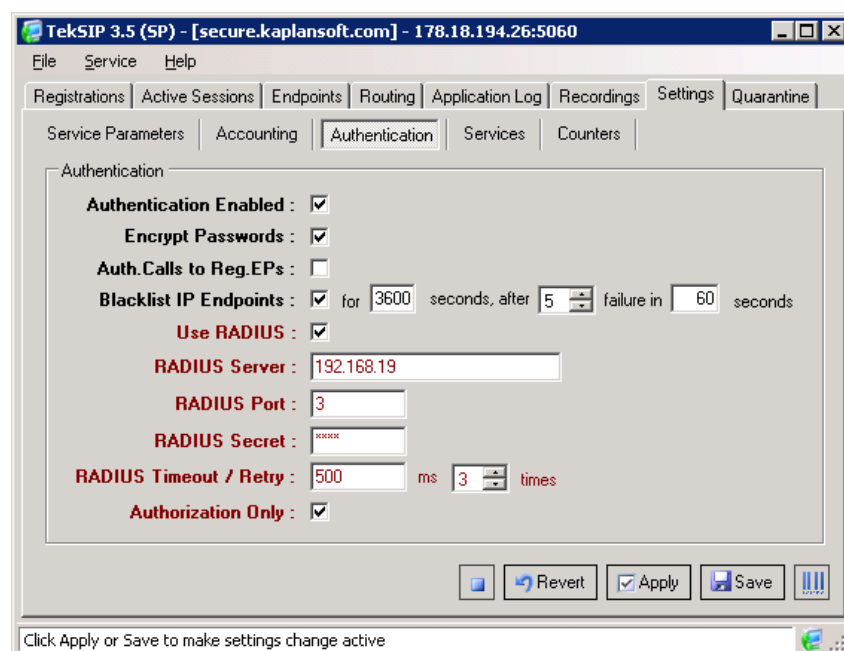 TekSIP 3.5 (SP) - [secure.kaplansoft.com] - 178.18.194.26:5060
File Service Help
Registrations Active Sessions Endpoints Routing Application Log Recordings Settings Quarantine
Service Parameters Accounting Authentication Services Counters
Authentication
Authentication Enabled :
Encrypt Passwords :
Auth.Calls to Reg.EPs :
Blacklist IP Endpoints : for 3600 seconds, after 5 failure in 60 seconds
Use RADIUS :
RADIUS Server : 192.168.19
RADIUS Port : 3
RADIUS Secret : ****
RADIUS Timeout / Retry : 500 ms 3 times
Authorization Only :
Revert Apply Save
Click Apply or Save to make settings change active